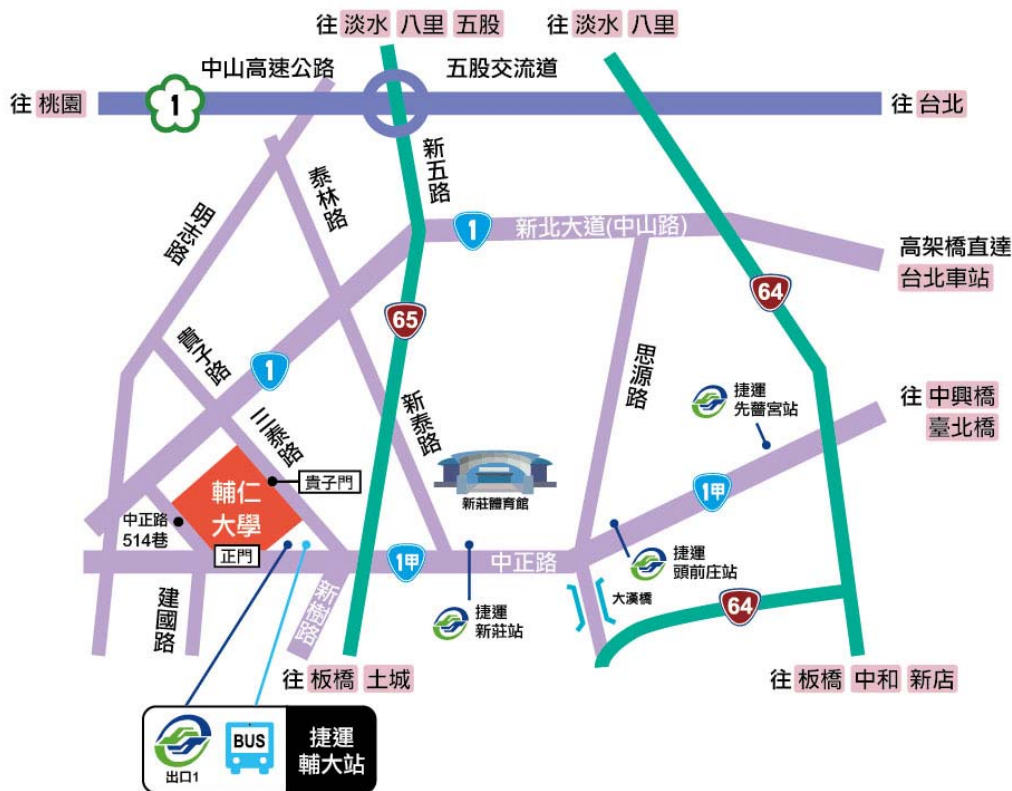 往 淡水 八里 五股
往 淡水 八里
中山高速公路
五股交流道
往 桃園
1
往 台北
新五路
泰林路
明志路
1
新北大道(中山路)
高架橋直達
台北車站
65
64
貴子路
1
思源路
新泰路
捷運
先嗇宮站
往 中興橋
臺北橋
三泰路
貴子門
輔仁
大學
新莊體育館
1甲
中正路
514巷
正門
1甲
中正路
捷運
頭前庄站
建國路
新樹路
捷運
新莊站
大漢橋
64
往 板橋 土城
往 板橋 中和 新店
BUS
出口1
捷運
輔大站